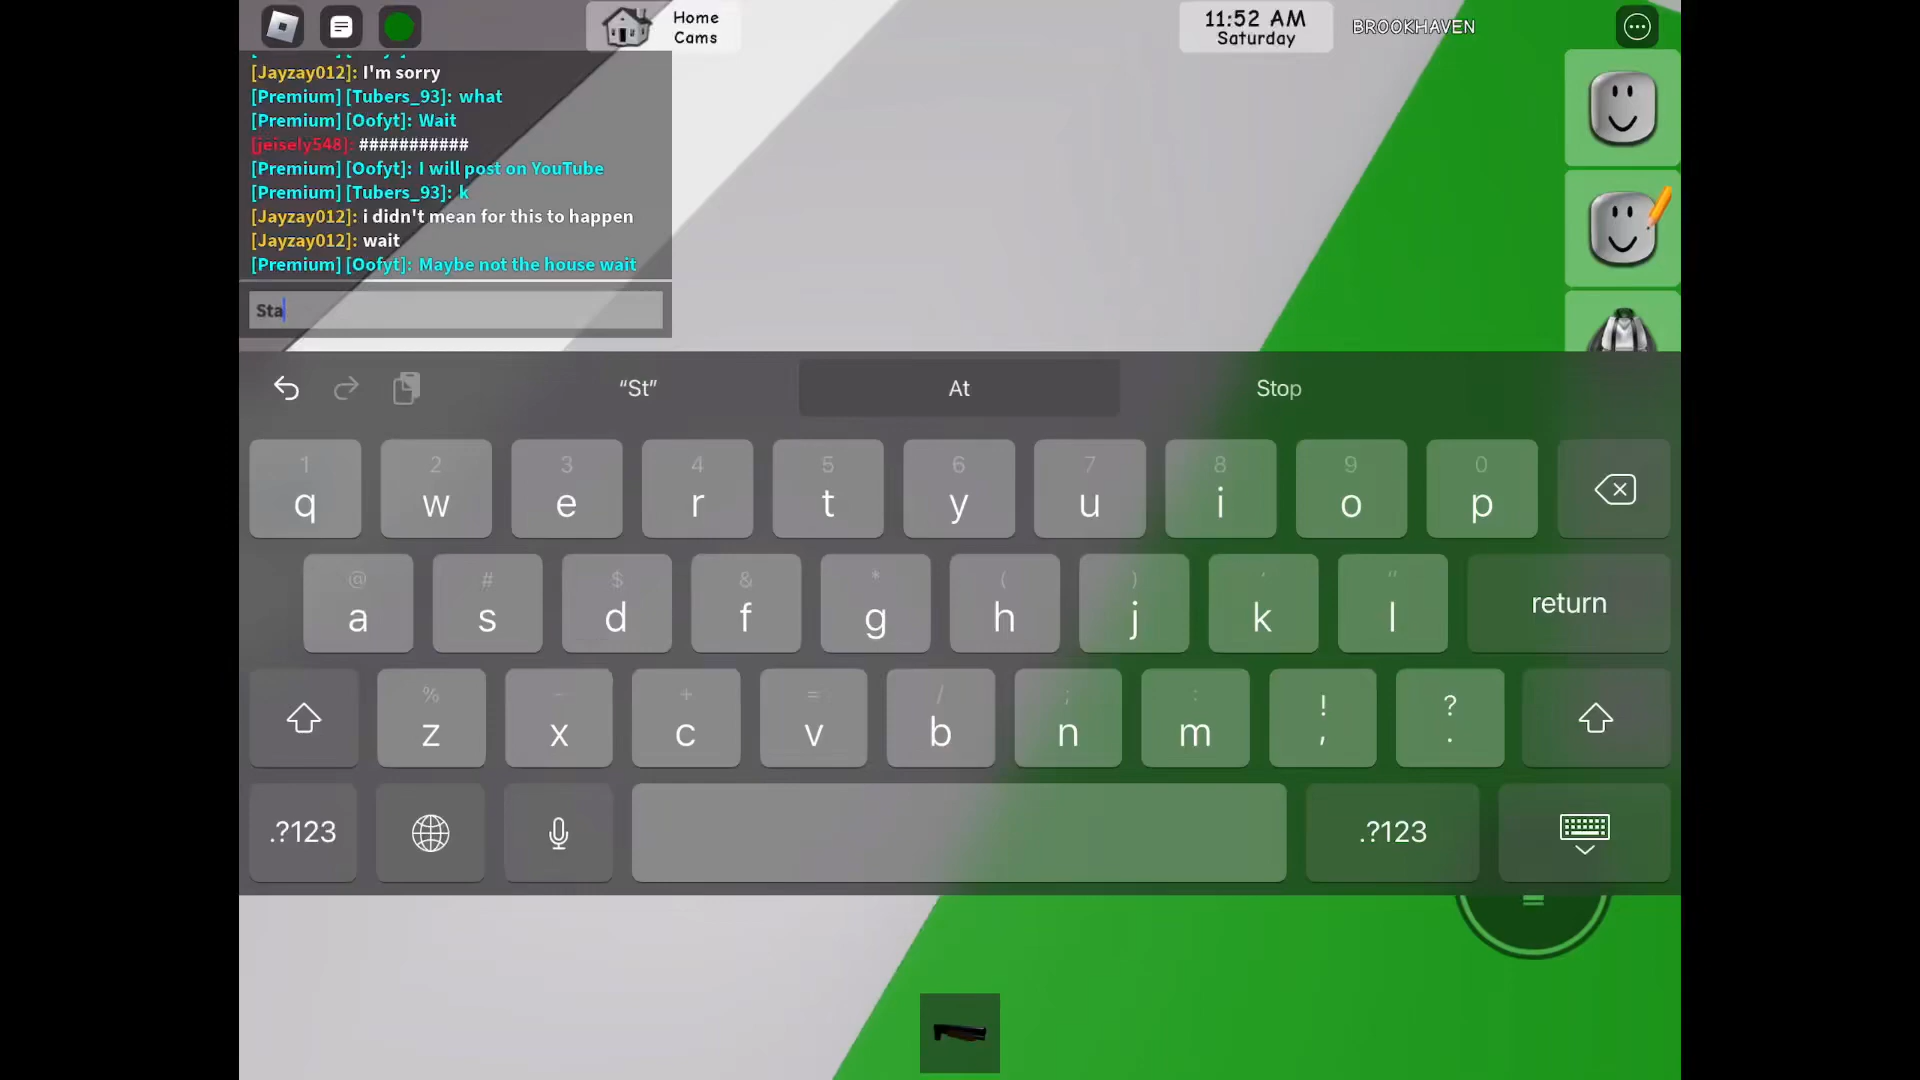 Home
Cams
11:52 AM
Saturday
BROOKHAVEN
[Jayzay012]: I'm sorry
[Premium] [Tubers_93]: what
[Premium] [Oofyt]: Wait
[jeisely548]: ###########
[Premium] [Oofyt]: I will post on YouTube
[Premium] [Tubers_93]: k
[Jayzay012]: i didn't mean for this to happen
[Jayzay012]: wait
[Premium] [Oofyt]: Maybe not the house wait
Sta
“St” At Stop
1 2 3 4 5 6 7 8 9 0
q w e r t y u i o p
@ # $ & * ( ) ' "
a s d f g h j k l return
% - + = / ; : ! ?
z x c v b n m , .
.?123 .?123